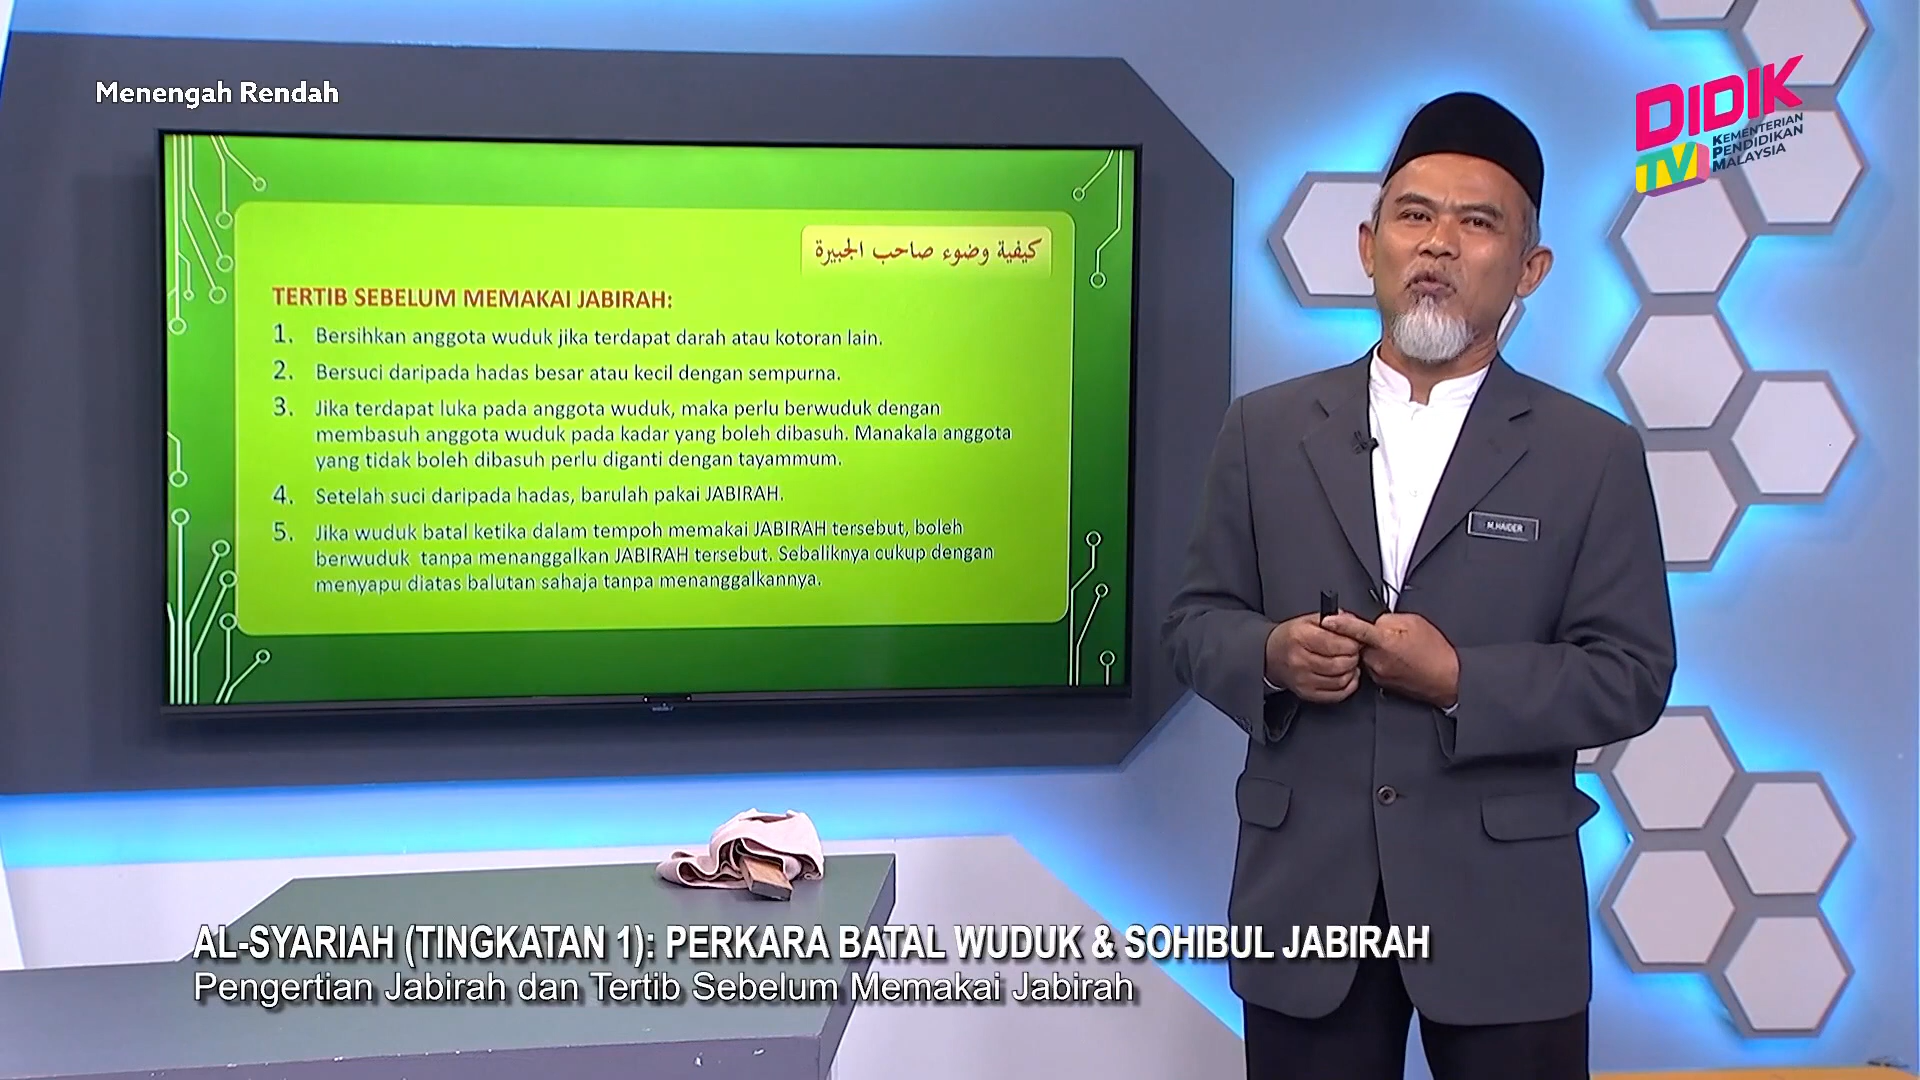 Menengah Rendah
DIDIK
TV
KEMENTERIAN
PENDIDIKAN
MALAYSIA
كيفية وضوء صاحب الجبيرة
TERTIB SEBELUM MEMAKAI JABIRAH:
1. Bersihkan anggota wuduk jika terdapat darah atau kotoran lain.
2. Bersuci daripada hadas besar atau kecil dengan sempurna.
3. Jika terdapat luka pada anggota wuduk, maka perlu berwuduk dengan
membasuh anggota wuduk pada kadar yang boleh dibasuh. Manakala anggota
yang tidak boleh dibasuh perlu diganti dengan tayammum.
4. Setelah suci daripada hadas, barulah pakai JABIRAH.
5. Jika wuduk batal ketika dalam tempoh memakai JABIRAH tersebut, boleh
berwuduk tanpa menanggalkan JABIRAH tersebut. Sebaliknya cukup dengan
menyapu diatas balutan sahaja tanpa menanggalkannya.
M.HAIDER
AL-SYARIAH (TINGKATAN 1): PERKARA BATAL WUDUK & SOHIBUL JABIRAH
Pengertian Jabirah dan Tertib Sebelum Memakai Jabirah